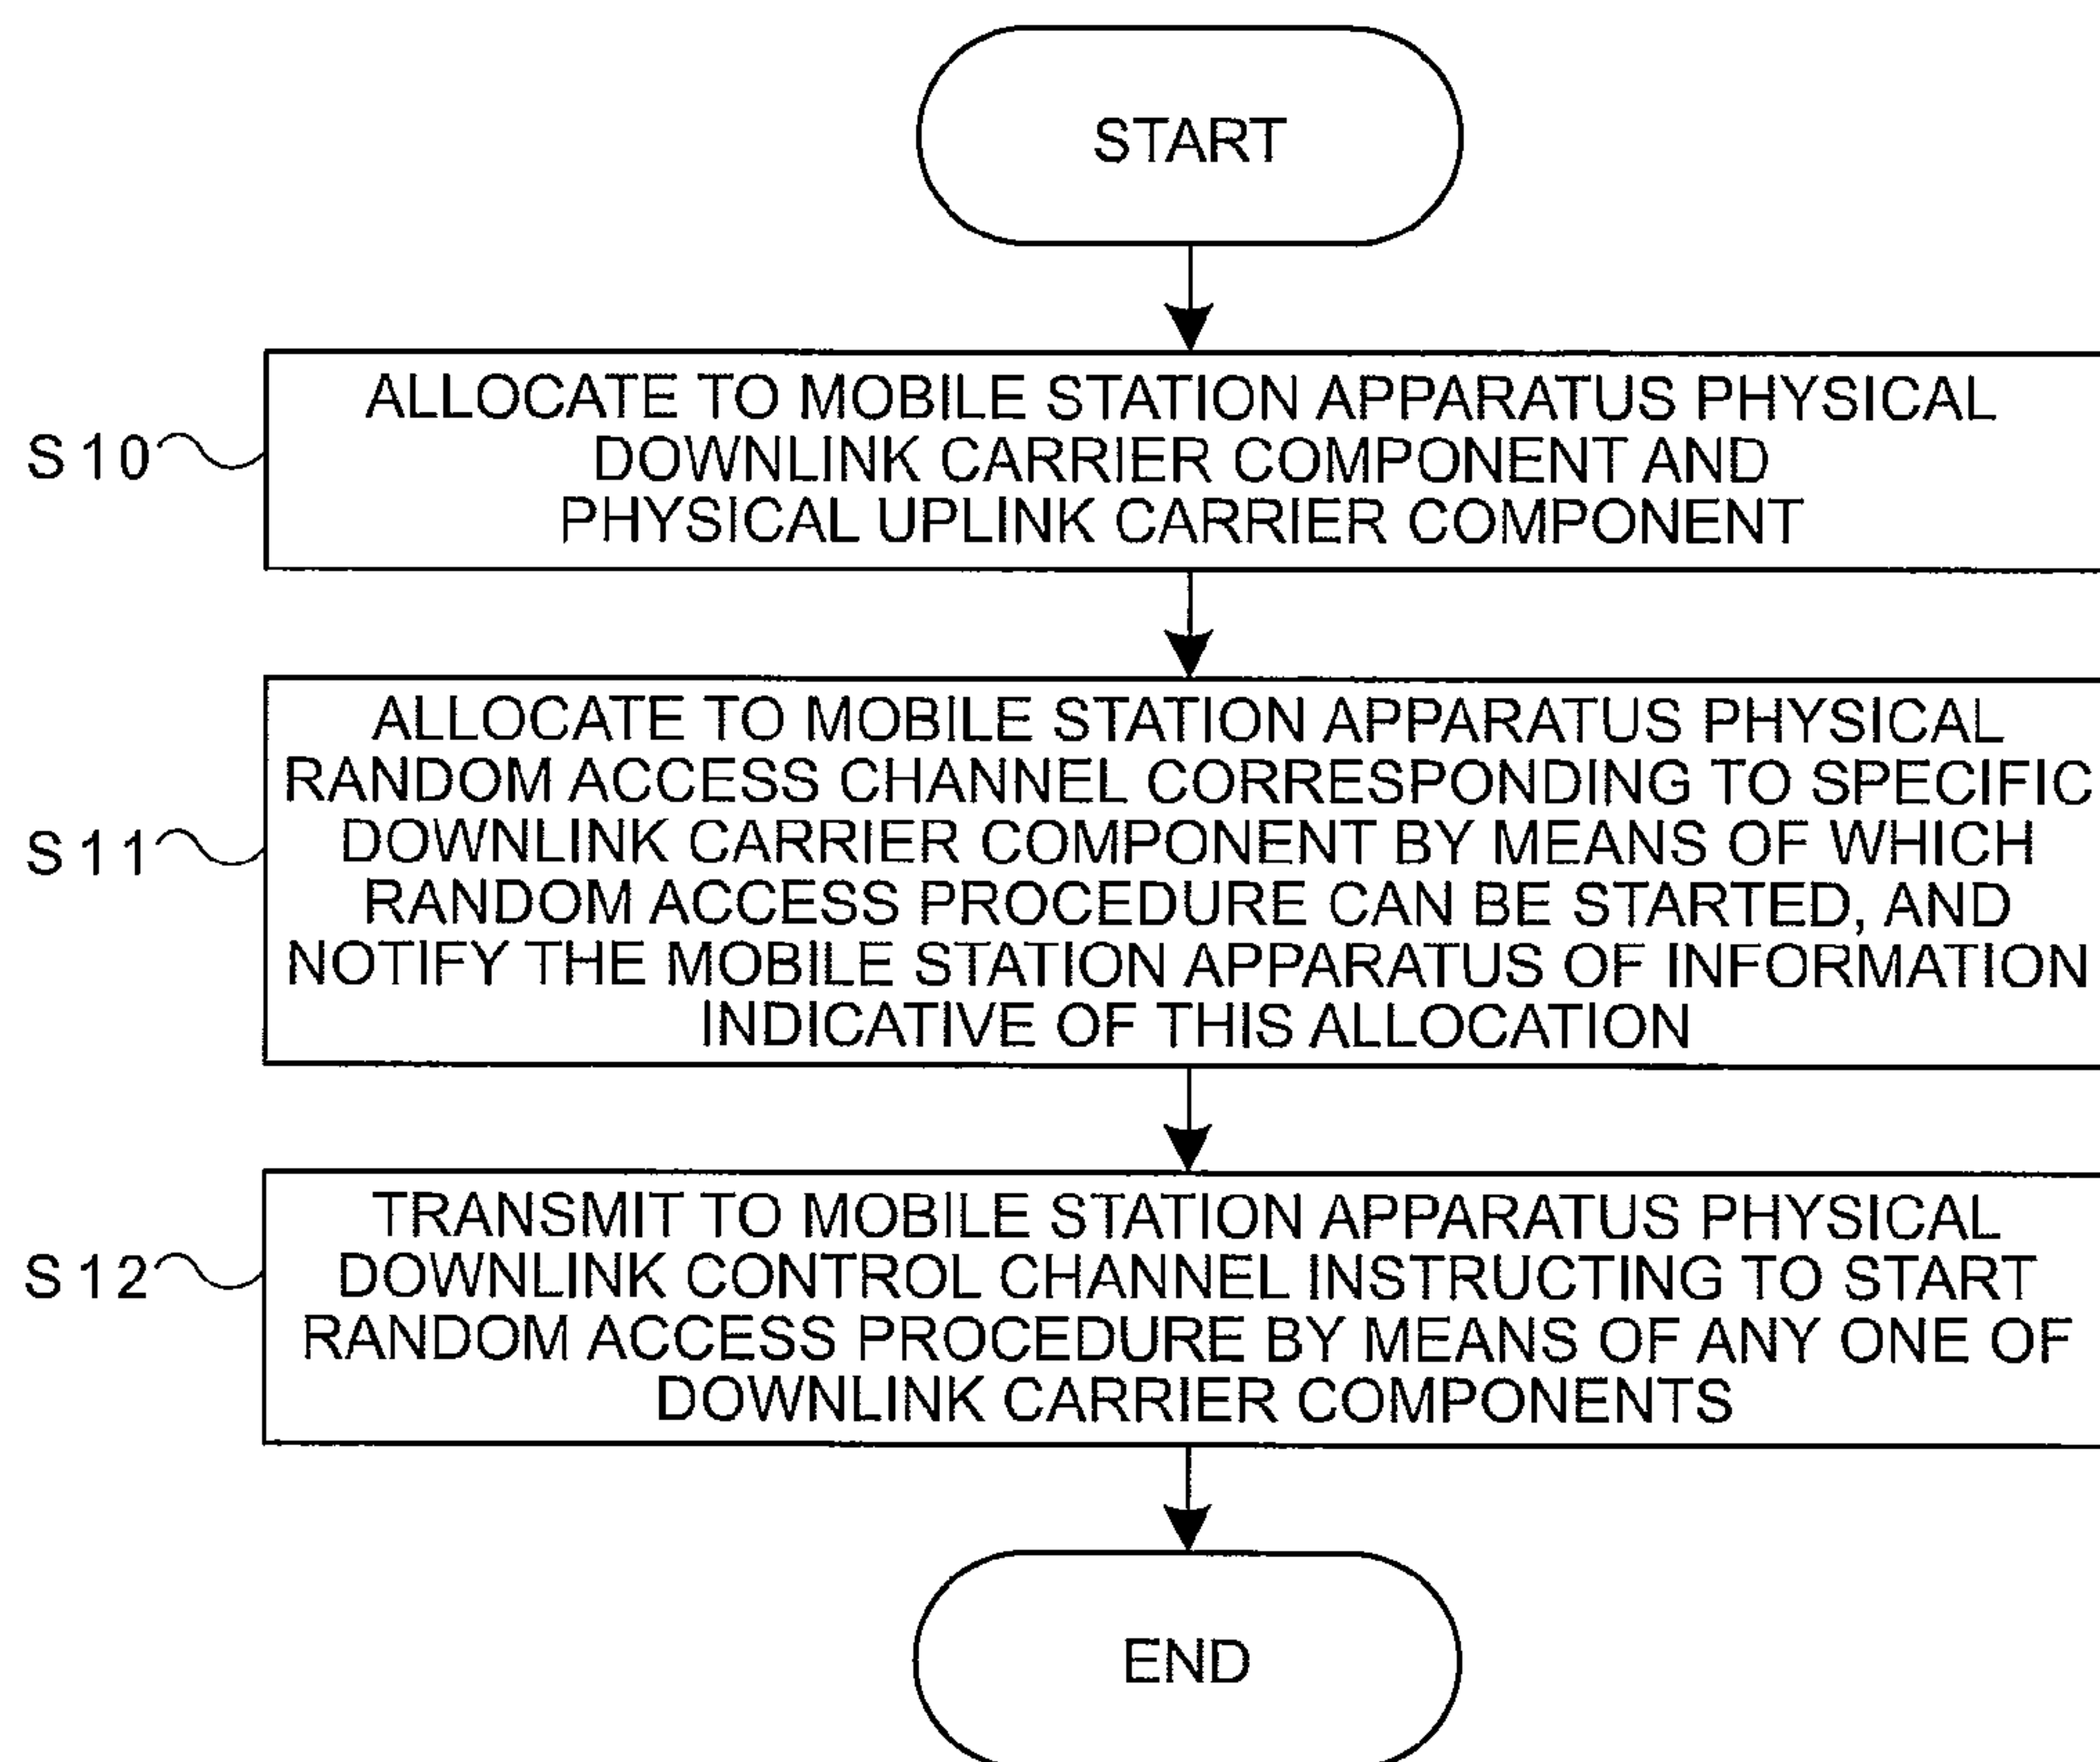 START
S10
ALLOCATE TO MOBILE STATION APPARATUS PHYSICAL
DOWNLINK CARRIER COMPONENT AND
PHYSICAL UPLINK CARRIER COMPONENT
S11
ALLOCATE TO MOBILE STATION APPARATUS PHYSICAL
RANDOM ACCESS CHANNEL CORRESPONDING TO SPECIFIC
DOWNLINK CARRIER COMPONENT BY MEANS OF WHICH
RANDOM ACCESS PROCEDURE CAN BE STARTED, AND
NOTIFY THE MOBILE STATION APPARATUS OF INFORMATION
INDICATIVE OF THIS ALLOCATION
S12
TRANSMIT TO MOBILE STATION APPARATUS PHYSICAL
DOWNLINK CONTROL CHANNEL INSTRUCTING TO START
RANDOM ACCESS PROCEDURE BY MEANS OF ANY ONE OF
DOWNLINK CARRIER COMPONENTS
END